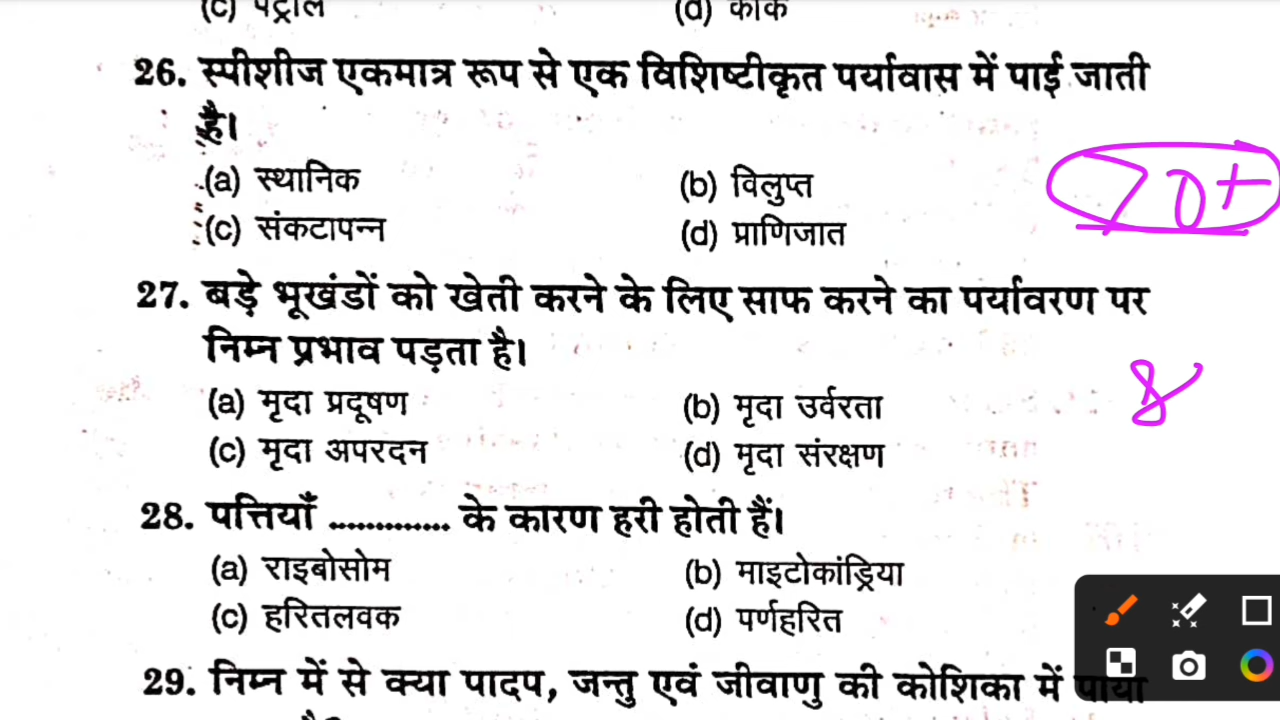 (c) पेट्रोल (d) कोक
26. स्पीशीज एकमात्र रूप से एक विशिष्टीकृत पर्यावास में पाई जाती
है।
(a) स्थानिक (b) विलुप्त
(c) संकटापन्न (d) प्राणिजात
70+
27. बड़े भूखंडों को खेती करने के लिए साफ करने का पर्यावरण पर
निम्न प्रभाव पड़ता है।
(a) मृदा प्रदूषण (b) मृदा उर्वरता
(c) मृदा अपरदन (d) मृदा संरक्षण
28. पत्तियाँ .............. के कारण हरी होती हैं।
(a) राइबोसोम (b) माइटोकांड्रिया
(c) हरितलवक (d) पर्णहरित
29. निम्न में से क्या पादप, जन्तु एवं जीवाणु की कोशिका में पाया